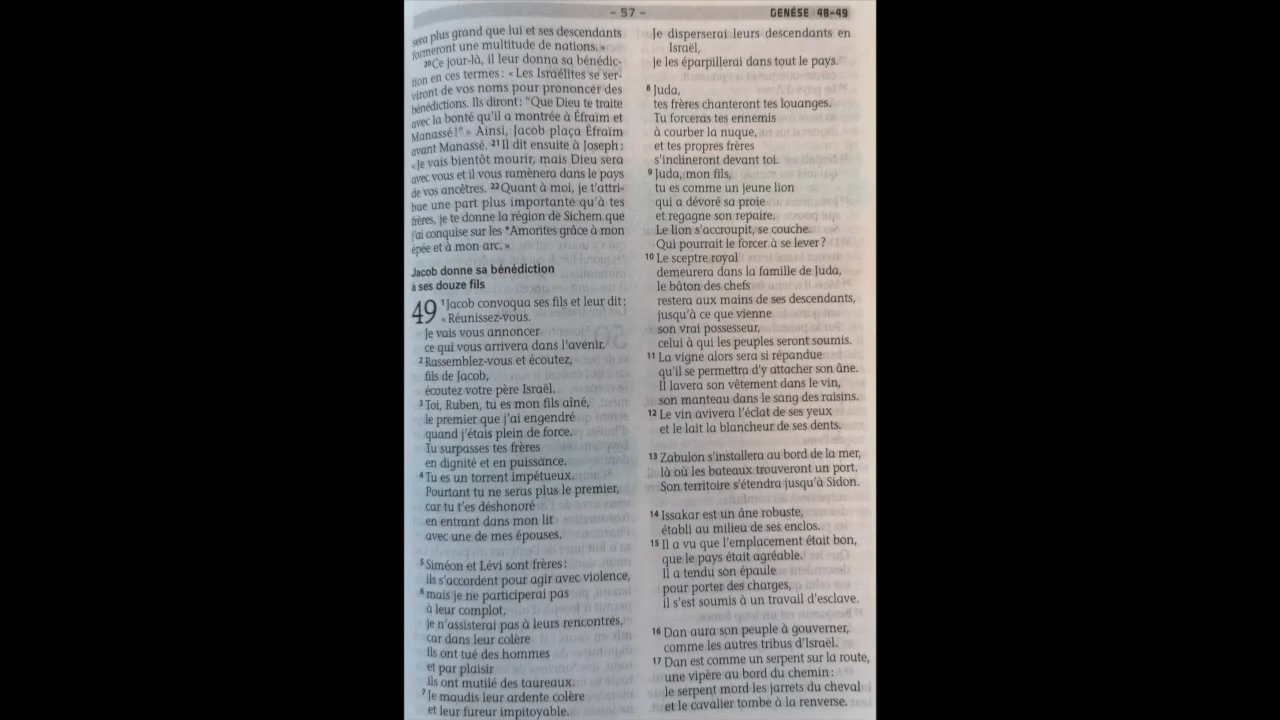 - 57 -
GENÈSE 48-49
sera plus grand que lui et ses descendants
formeront une multitude de nations.»
20Ce jour-là, il leur donna sa bénédic-
tion en ces termes : « Les Israélites se ser-
viront de vos noms pour prononcer des
bénédictions. Ils diront : "Que Dieu te traite
avec la bonté qu'il a montrée à Éfraïm et
Manassé !" » Ainsi, Jacob plaça Éfraïm
avant Manassé. 21Il dit ensuite à Joseph :
« Je vais bientôt mourir, mais Dieu sera
avec vous et il vous ramènera dans le pays
de vos ancêtres. 22Quant à moi, je t'attri-
bue une part plus importante qu'à tes
frères, je te donne la région de Sichem que
j'ai conquise sur les *Amorites grâce à mon
épée et à mon arc. »
Jacob donne sa bénédiction
à ses douze fils
49 1Jacob convoqua ses fils et leur dit :
« Réunissez-vous.
Je vais vous annoncer
ce qui vous arrivera dans l'avenir.
2 Rassemblez-vous et écoutez,
fils de Jacob,
écoutez votre père Israël.
3 Toi, Ruben, tu es mon fils aîné,
le premier que j'ai engendré
quand j'étais plein de force.
Tu surpasses tes frères
en dignité et en puissance.
4 Tu es un torrent impétueux.
Pourtant tu ne seras plus le premier,
car tu t'es déshonoré
en entrant dans mon lit
avec une de mes épouses.
5 Siméon et Lévi sont frères :
ils s'accordent pour agir avec violence,
6 mais je ne participerai pas
à leur complot,
je n'assisterai pas à leurs rencontres,
car dans leur colère
ils ont tué des hommes
et par plaisir
ils ont mutilé des taureaux.
7 Je maudis leur ardente colère
et leur fureur impitoyable.
Je disperserai leurs descendants en
Israël,
je les éparpillerai dans tout le pays.
8 Juda,
tes frères chanteront tes louanges.
Tu forceras tes ennemis
à courber la nuque,
et tes propres frères
s'inclineront devant toi.
9 Juda, mon fils,
tu es comme un jeune lion
qui a dévoré sa proie
et regagne son repaire.
Le lion s'accroupit, se couche.
Qui pourrait le forcer à se lever ?
10 Le sceptre royal
demeurera dans la famille de Juda,
le bâton des chefs
restera aux mains de ses descendants,
jusqu'à ce que vienne
son vrai possesseur,
celui à qui les peuples seront soumis.
11 La vigne alors sera si répandue
qu'il se permettra d'y attacher son âne.
Il lavera son vêtement dans le vin,
son manteau dans le sang des raisins.
12 Le vin avivera l'éclat de ses yeux
et le lait la blancheur de ses dents.
13 Zabulon s'installera au bord de la mer,
là où les bateaux trouveront un port.
Son territoire s'étendra jusqu'à Sidon.
14 Issakar est un âne robuste,
établi au milieu de ses enclos.
15 Il a vu que l'emplacement était bon,
que le pays était agréable.
Il a tendu son épaule
pour porter des charges,
il s'est soumis à un travail d'esclave.
16 Dan aura son peuple à gouverner,
comme les autres tribus d'Israël.
17 Dan est comme un serpent sur la route,
une vipère au bord du chemin :
le serpent mord les jarrets du cheval
et le cavalier tombe à la renverse.